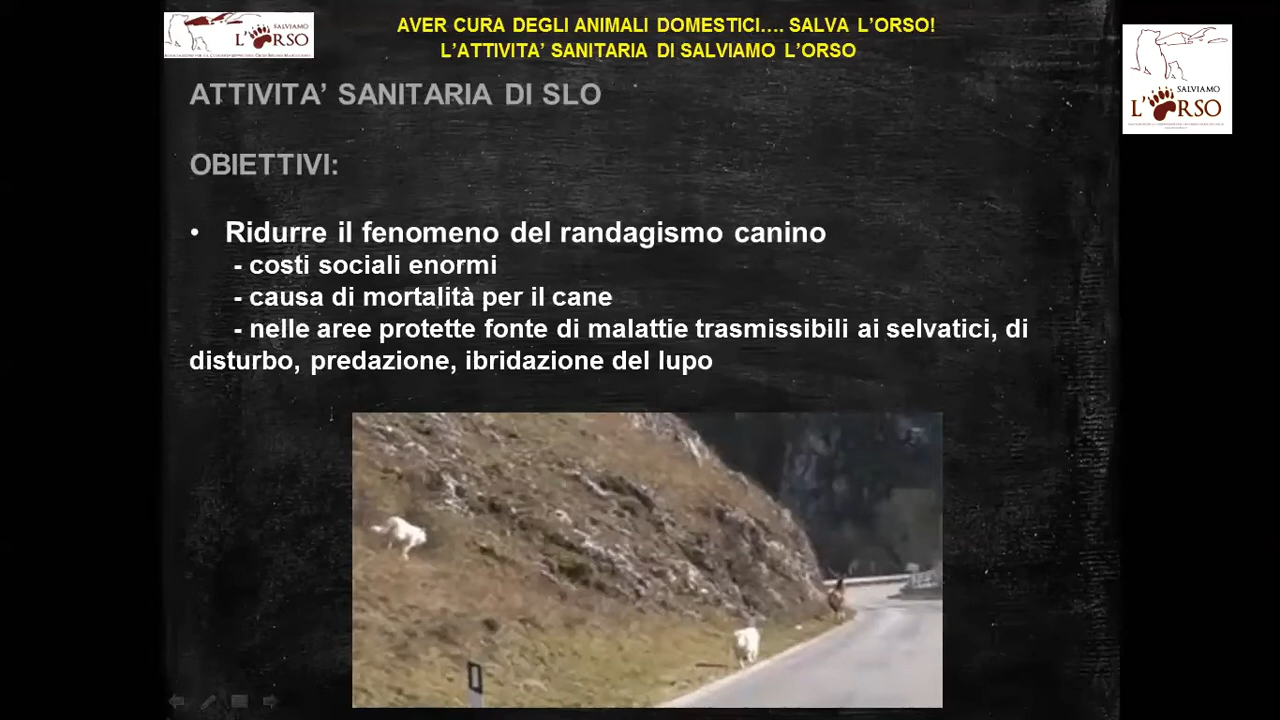 SALVIAMO
L'ORSO
AVER CURA DEGLI ANIMALI DOMESTICI…. SALVA L'ORSO!
L'ATTIVITA' SANITARIA DI SALVIAMO L'ORSO
SALVIAMO
L'ORSO
ATTIVITA' SANITARIA DI SLO
OBIETTIVI:
• Ridurre il fenomeno del randagismo canino
- costi sociali enormi
- causa di mortalità per il cane
- nelle aree protette fonte di malattie trasmissibili ai selvatici, di
disturbo, predazione, ibridazione del lupo